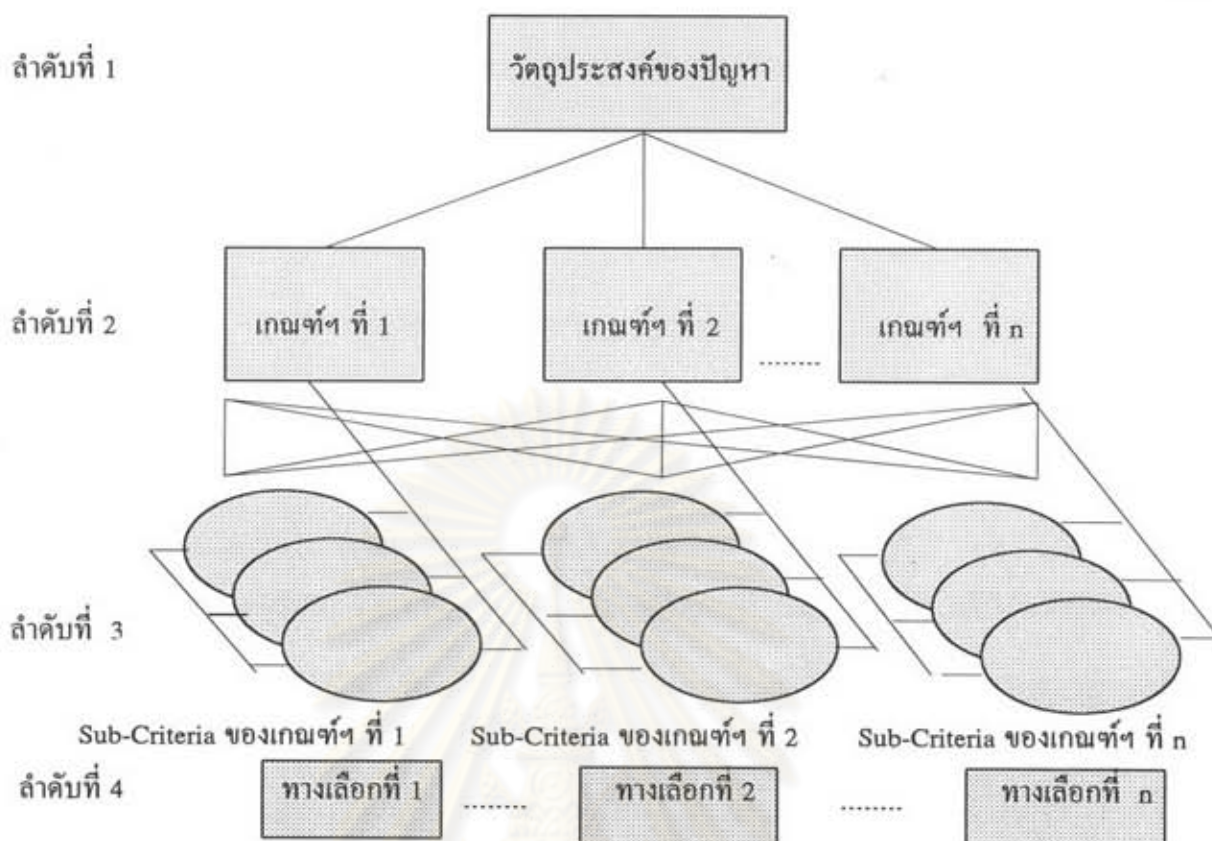 ลำดับที่ 1
วัตถุประสงค์ของปัญหา
ลำดับที่ 2
เกณฑ์ฯ ที่ 1
เกณฑ์ฯ ที่ 2
........
เกณฑ์ฯ ที่ n
ลำดับที่ 3
Sub-Criteria ของเกณฑ์ฯ ที่ 1
Sub-Criteria ของเกณฑ์ฯ ที่ 2
Sub-Criteria ของเกณฑ์ฯ ที่ n
ลำดับที่ 4
ทางเลือกที่ 1
........
ทางเลือกที่ 2
........
ทางเลือกที่ n